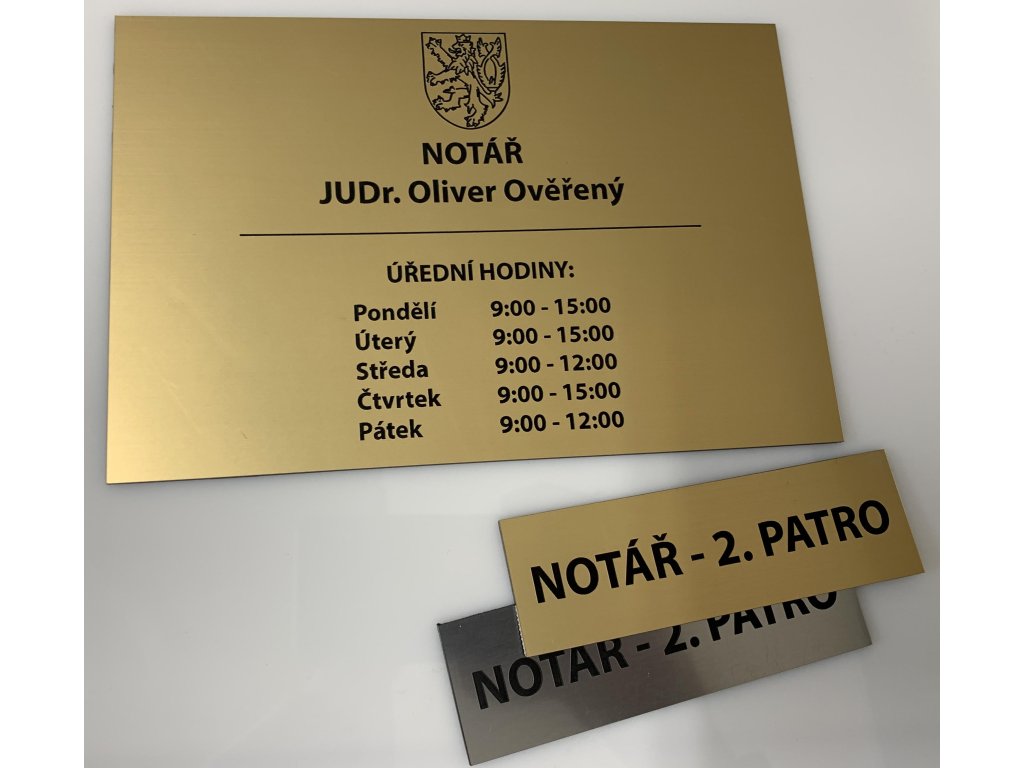 NOTÁŘ
JUDr. Oliver Ověřený
ÚŘEDNÍ HODINY:
Pondělí 9:00 - 15:00
Úterý 9:00 - 15:00
Středa 9:00 - 12:00
Čtvrtek 9:00 - 15:00
Pátek 9:00 - 12:00
NOTÁŘ - 2. PATRO
NOTÁŘ - 2. PATRO